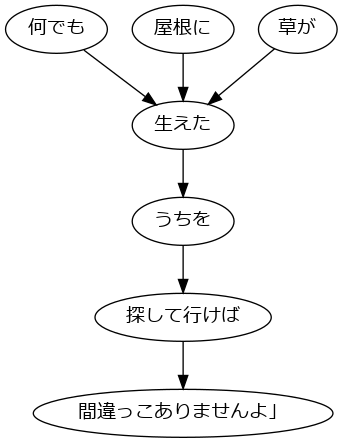 何でも
屋根に
草が
生えた
うちを
探して行けば
間違っこありませんよ」